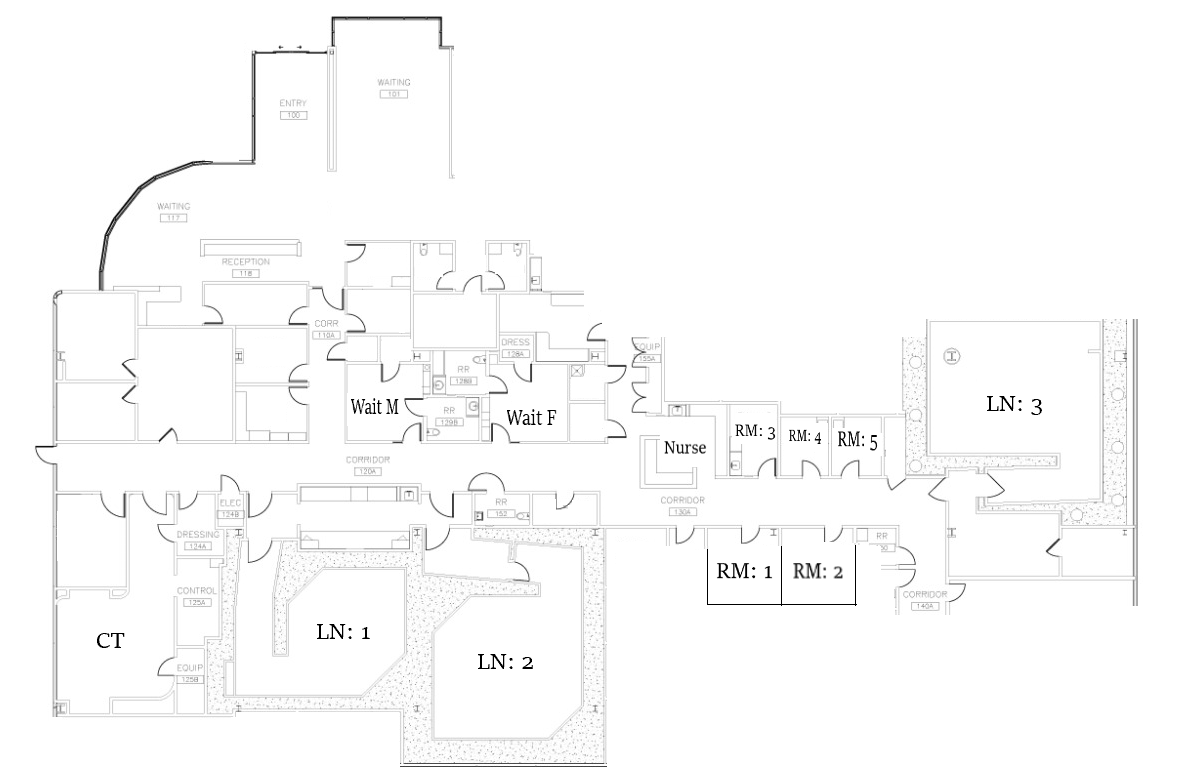 WAITING
101
ENTRY
100
WAITING
117
RECEPTION
118
CORR
110A
DRESS
128A
EQUIP
155A
RR
128B
Wait M
RR
129B
Wait F
LN: 3
RM: 3
RM: 4
RM: 5
Nurse
CORRIDOR
120A
ELEC
124B
RR
152
CORRIDOR
130A
DRESSING
124A
RR
RM: 1
RM: 2
CONTROL
125A
CORRIDOR
140A
CT
LN: 1
LN: 2
EQUIP
125B